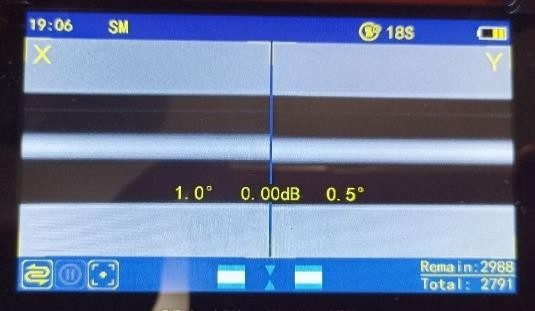 19:06 SM 18S
X Y
1.0° 0.00dB 0.5°
Remain:2988
Total: 2791